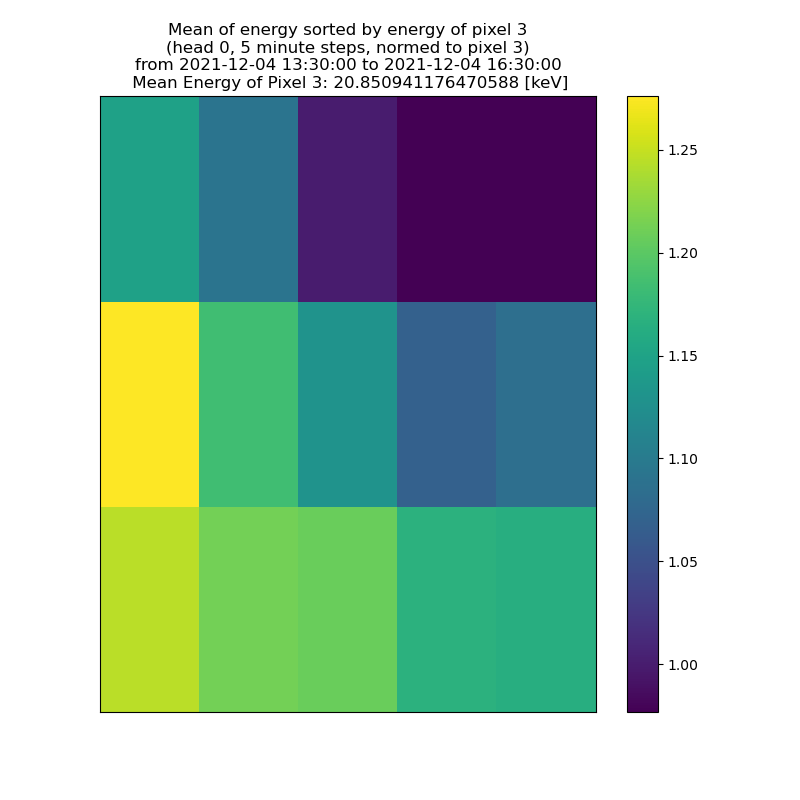 Mean of energy sorted by energy of pixel 3
(head 0, 5 minute steps, normed to pixel 3)
from 2021-12-04 13:30:00 to 2021-12-04 16:30:00
Mean Energy of Pixel 3: 20.850941176470588 [keV]
1.25
1.20
1.15
1.10
1.05
1.00